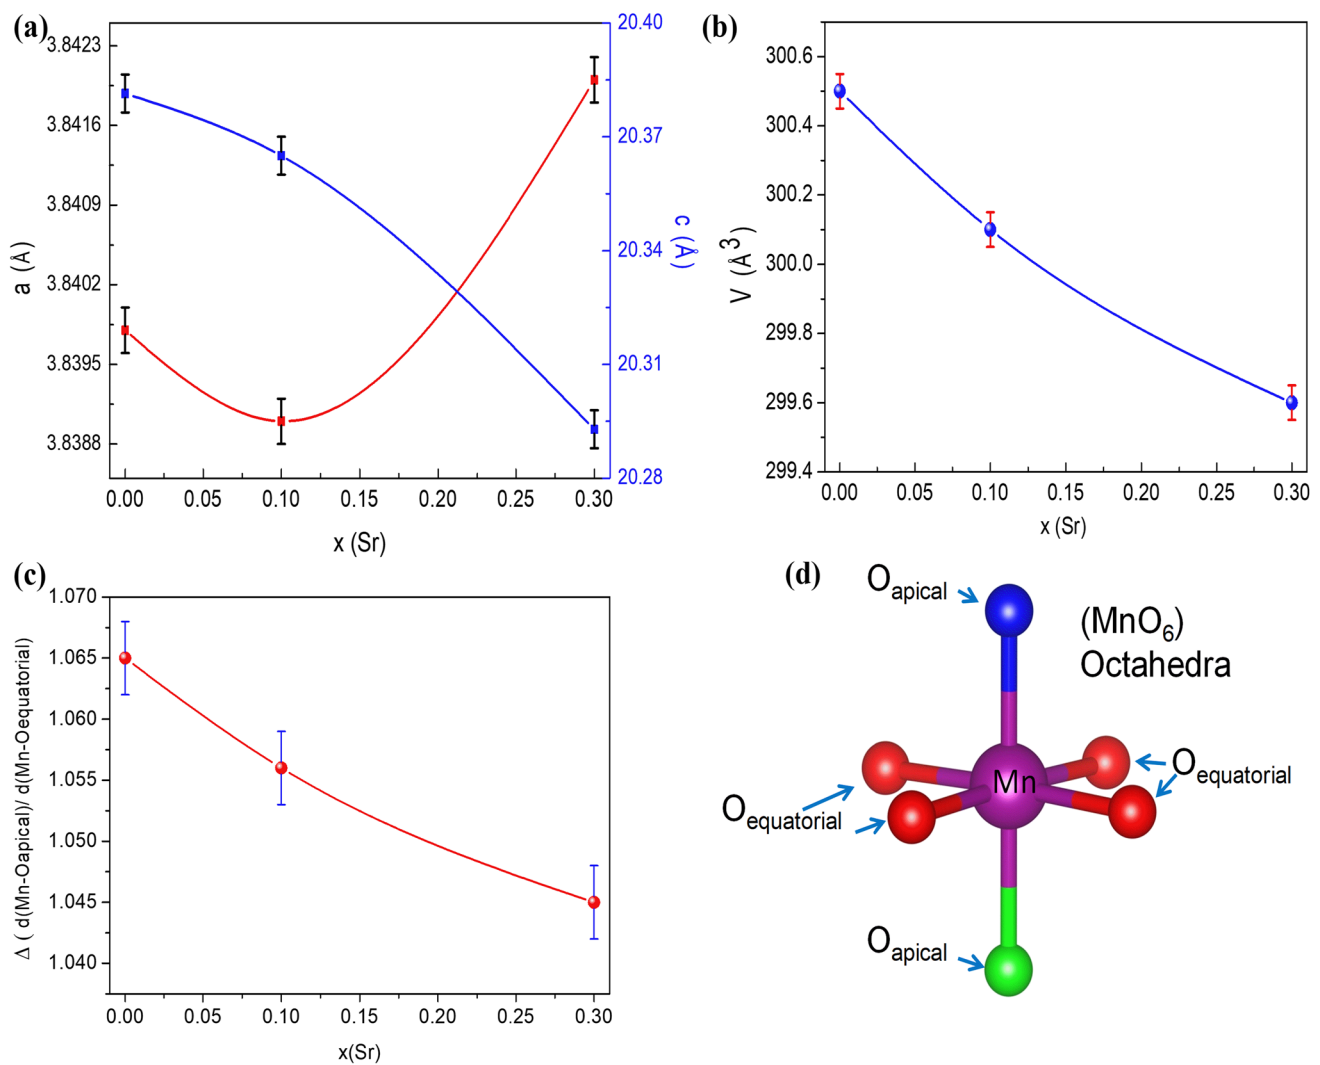 (a)
3.8423
3.8416
3.8409
3.8402
3.8395
3.8388
a (Å)
20.40
20.37
20.34
20.31
20.28
c (Å)
0.00 0.05 0.10 0.15 0.20 0.25 0.30
x (Sr)
(b)
300.6
300.4
300.2
300.0
299.8
299.6
299.4
V (Å3)
0.00 0.05 0.10 0.15 0.20 0.25 0.30
x (Sr)
(c)
1.070
1.065
1.060
1.055
1.050
1.045
1.040
Δ ( d(Mn-Oapical)/ d(Mn-Oequatorial)
0.00 0.05 0.10 0.15 0.20 0.25 0.30
x(Sr)
(d)
Oapical
(MnO6)
Octahedra
Mn
Oequatorial
Oequatorial
Oapical